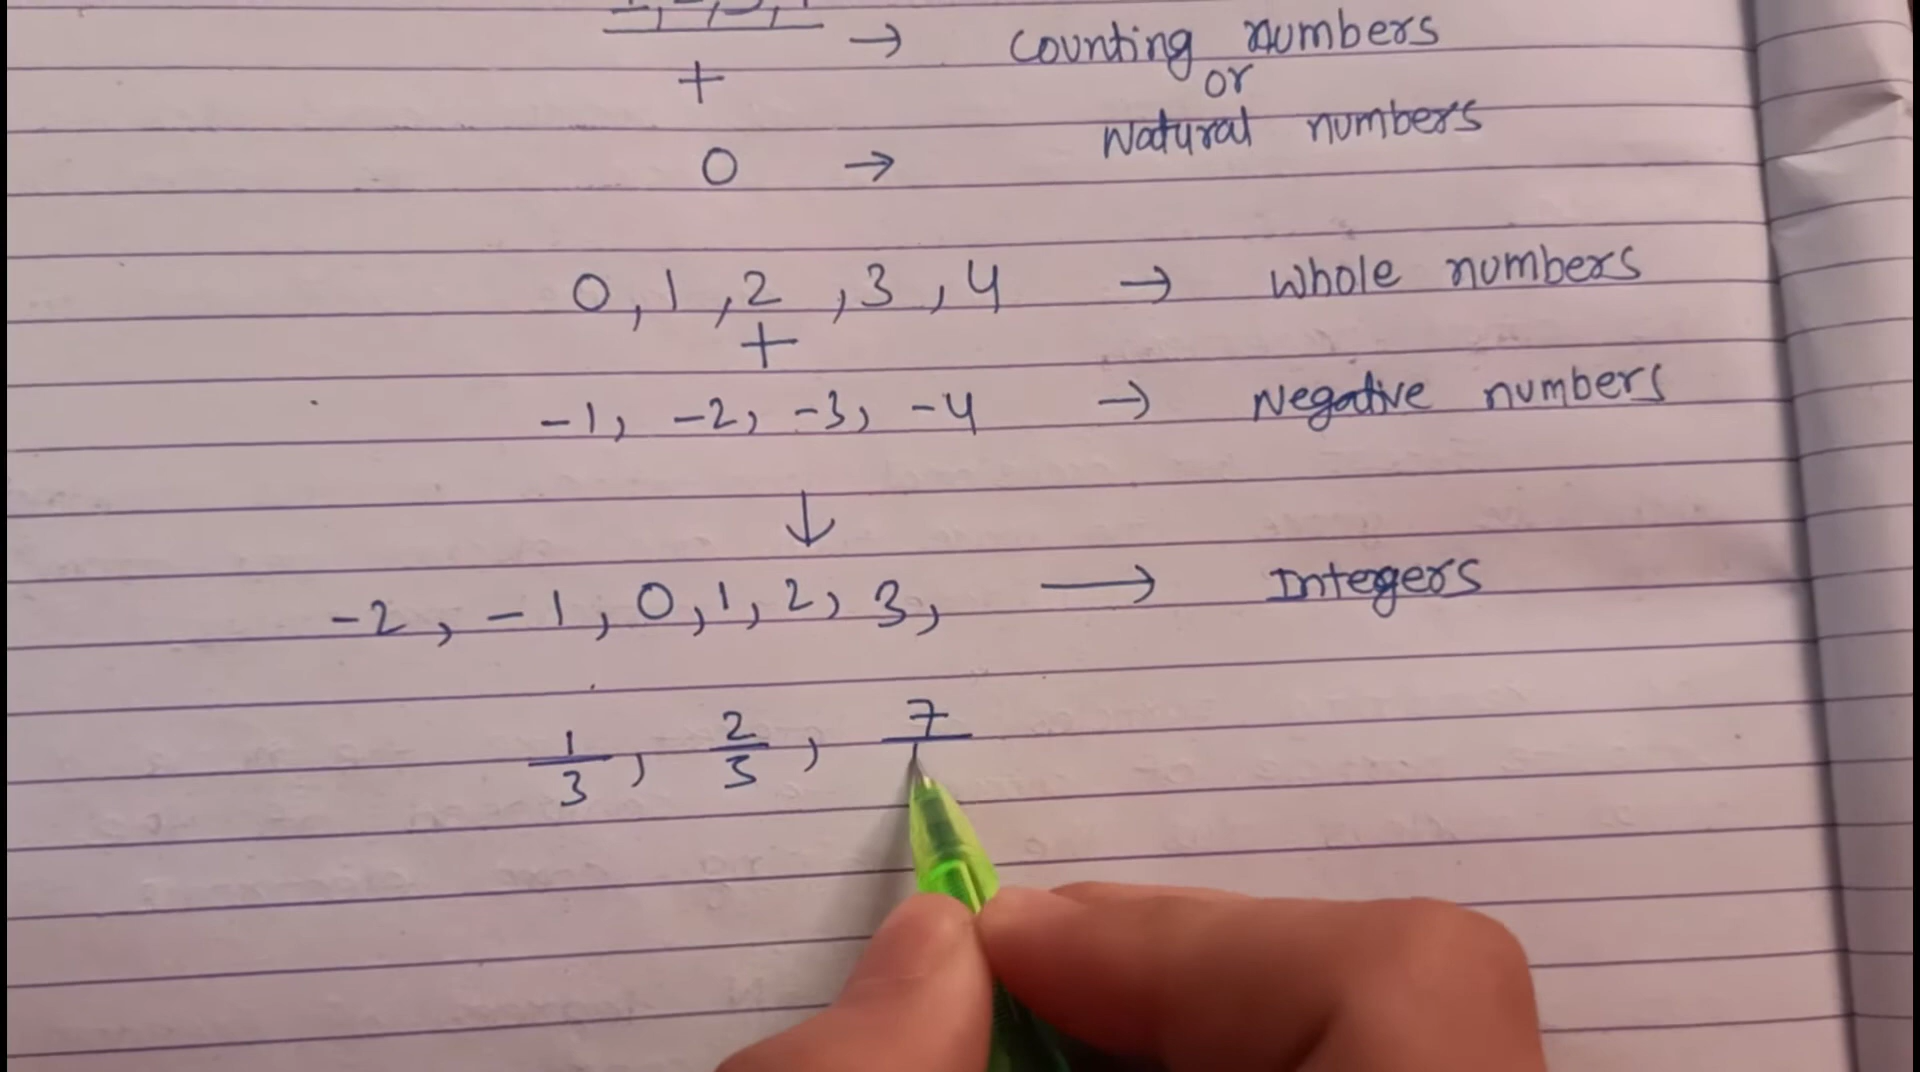 → Counting numbers
+ or
0 → Natural numbers
0, 1, 2, 3, 4 → Whole numbers
+
-1, -2, -3, -4 → Negative numbers
↓
-2, -1, 0, 1, 2, 3, → Integers
1/3, 2/5, 7/